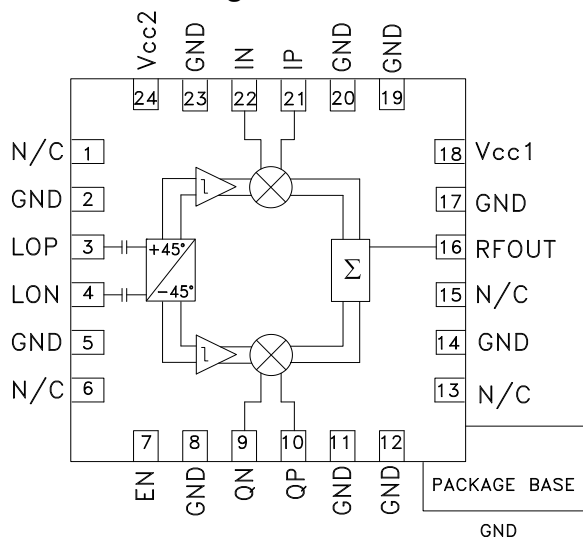 Vcc2 GND IN IP GND GND
24 23 22 21 20 19
N/C 1
GND 2
LOP 3
LON 4
GND 5
N/C 6
+45°
-45°
Σ
18 Vcc1
17 GND
16 RFOUT
15 N/C
14 GND
13 N/C
7 8 9 10 11 12
EN GND QN QP GND GND
PACKAGE BASE
GND